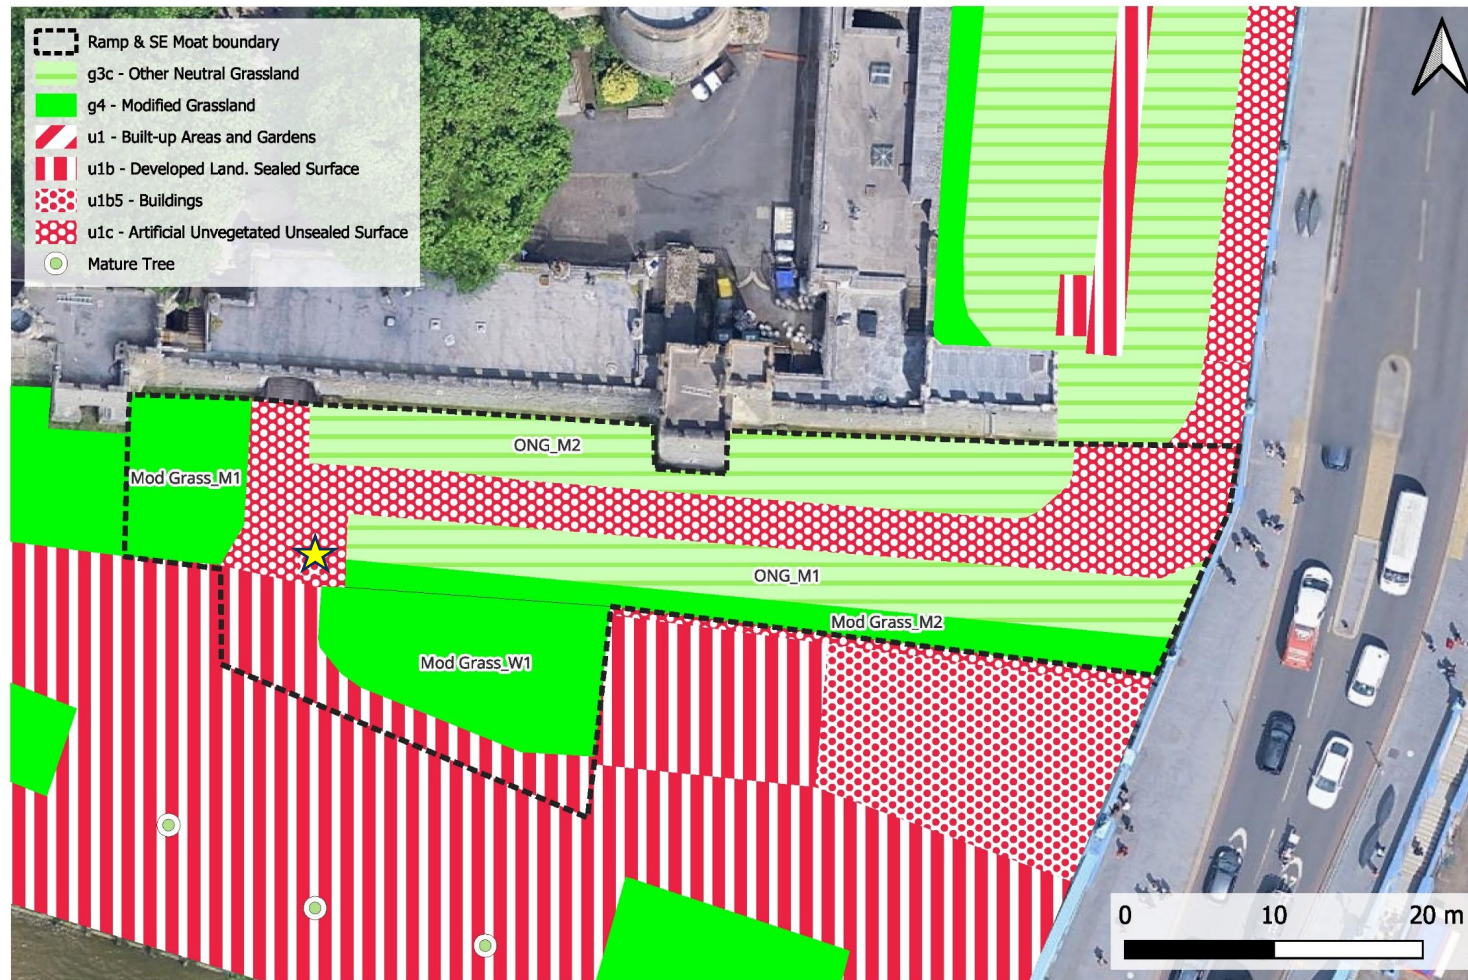 Ramp & SE Moat boundary
g3c - Other Neutral Grassland
g4 - Modified Grassland
u1 - Built-up Areas and Gardens
u1b - Developed Land. Sealed Surface
u1b5 - Buildings
u1c - Artificial Unvegetated Unsealed Surface
Mature Tree
ONG_M2
Mod Grass_M1
ONG_M1
Mod Grass_M2
Mod Grass_W1
0 10 20 m